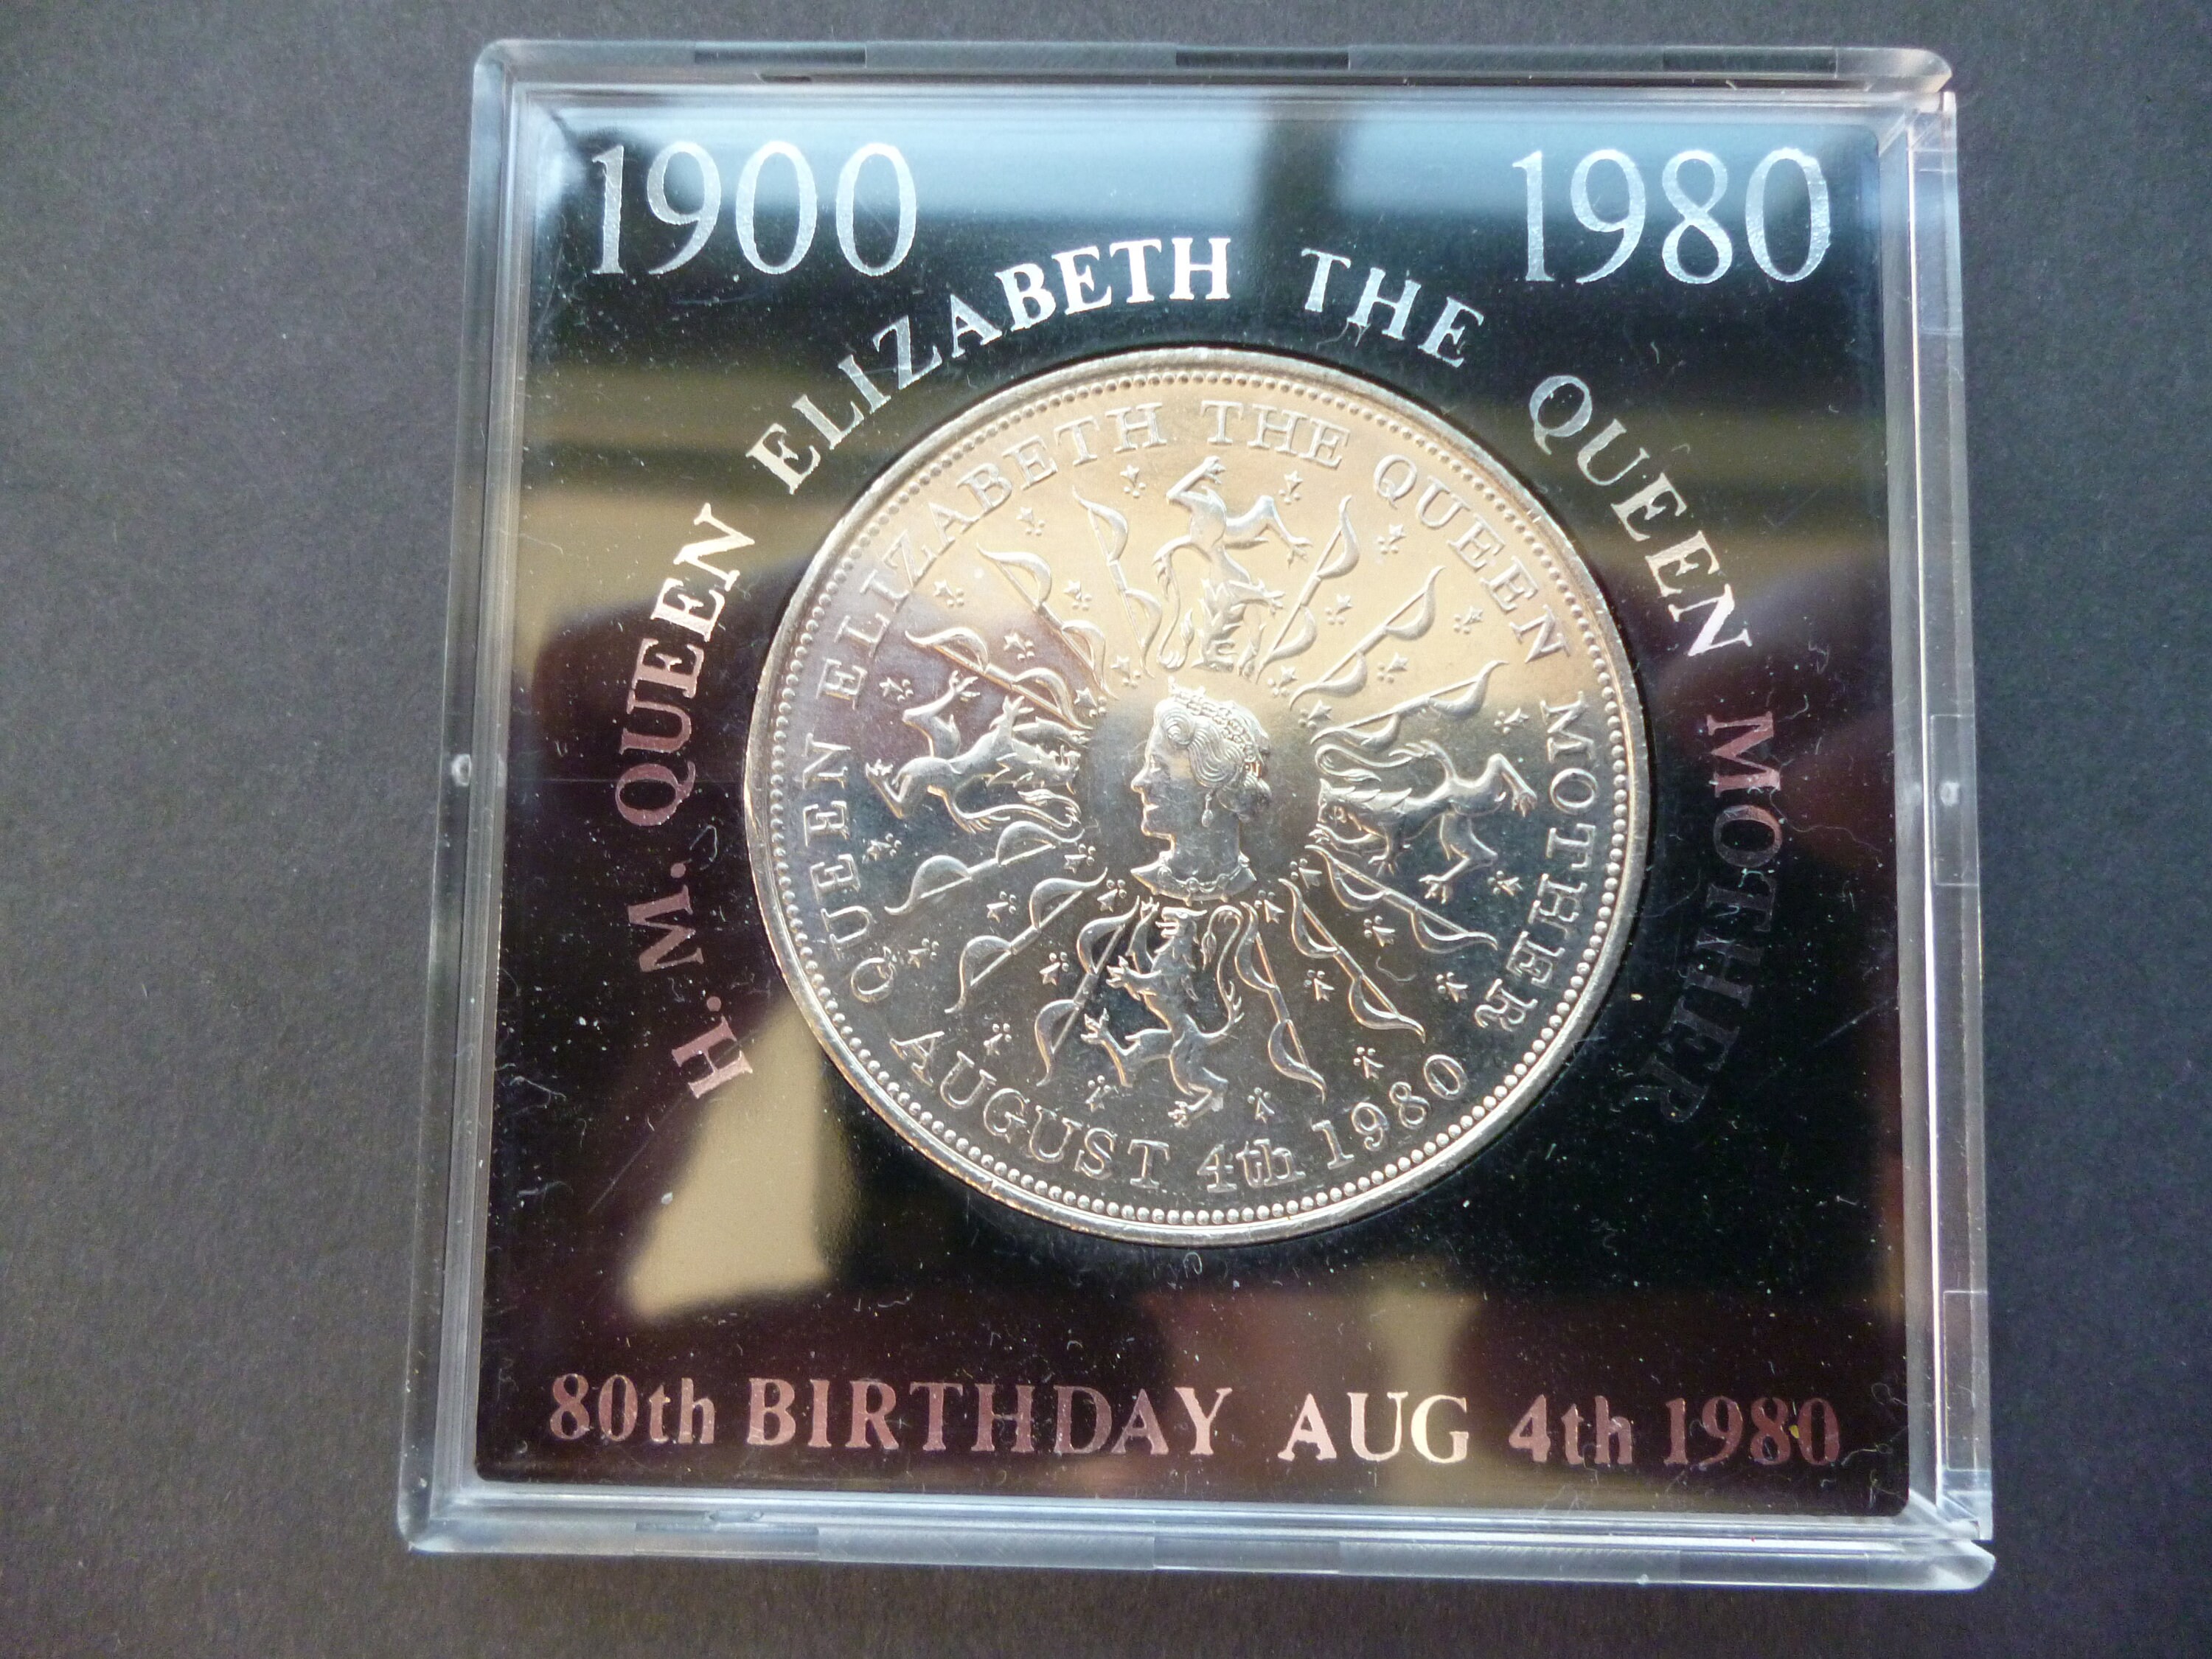 1900 1980
H. M. QUEEN ELIZABETH THE QUEEN MOTHER
QUEEN ELIZABETH THE QUEEN MOTHER
AUGUST 4th 1980
80th BIRTHDAY AUG 4th 1980